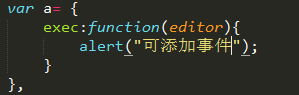 var a= {
exec:function(editor){
alert("可添加事件");
}
},